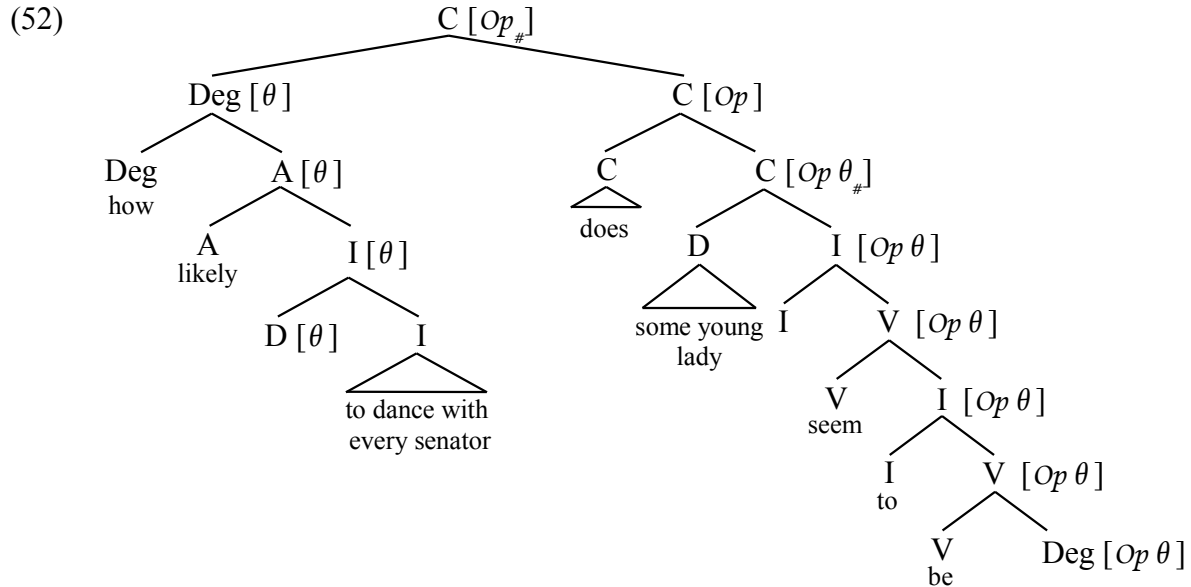 (52) C [Op#]
Deg [θ] C [Op]
Deg A [θ] C C [Op θ#]
how does
A I [θ] D I [Op θ]
likely
D [θ] I some young I V [Op θ]
lady
to dance with V I [Op θ]
every senator seem
I V [Op θ]
to
V Deg [Op θ]
be